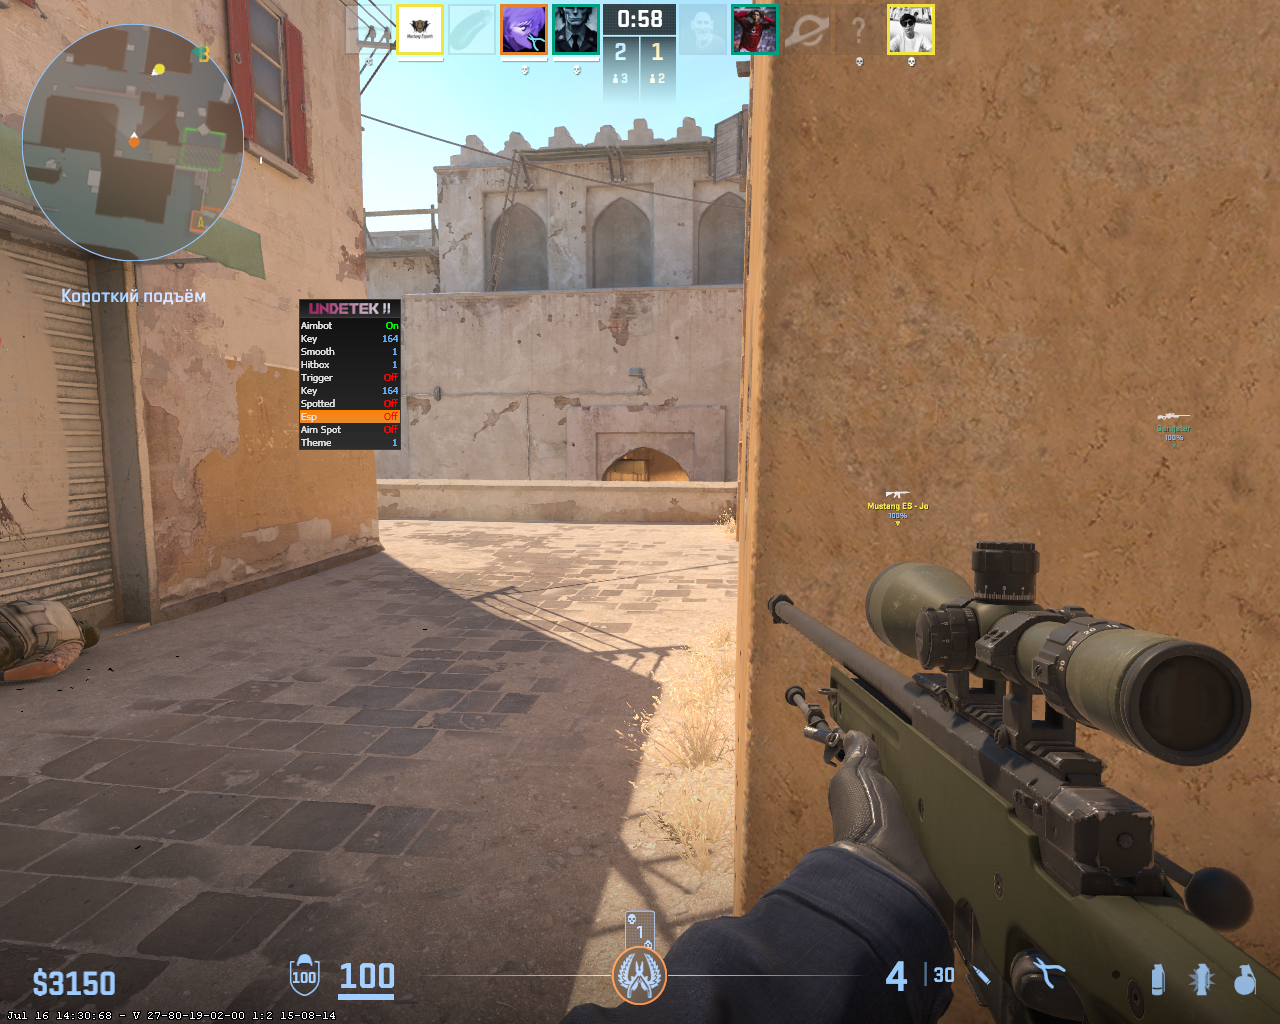 0:58
2 1
3 2
B
A
Короткий подъём
UNDETEK II
Aimbot On
Key 164
Smooth 1
Hitbox 1
Trigger Off
Key 164
Spotted Off
Esp Off
Aim Spot Off
Theme 1
Gangster
100%
Mustang ES - Jo
100%
1
$3150
100
100
4 30
Jul 16 14:30:68 - V 27-80-19-02-00 1:2 15-08-14